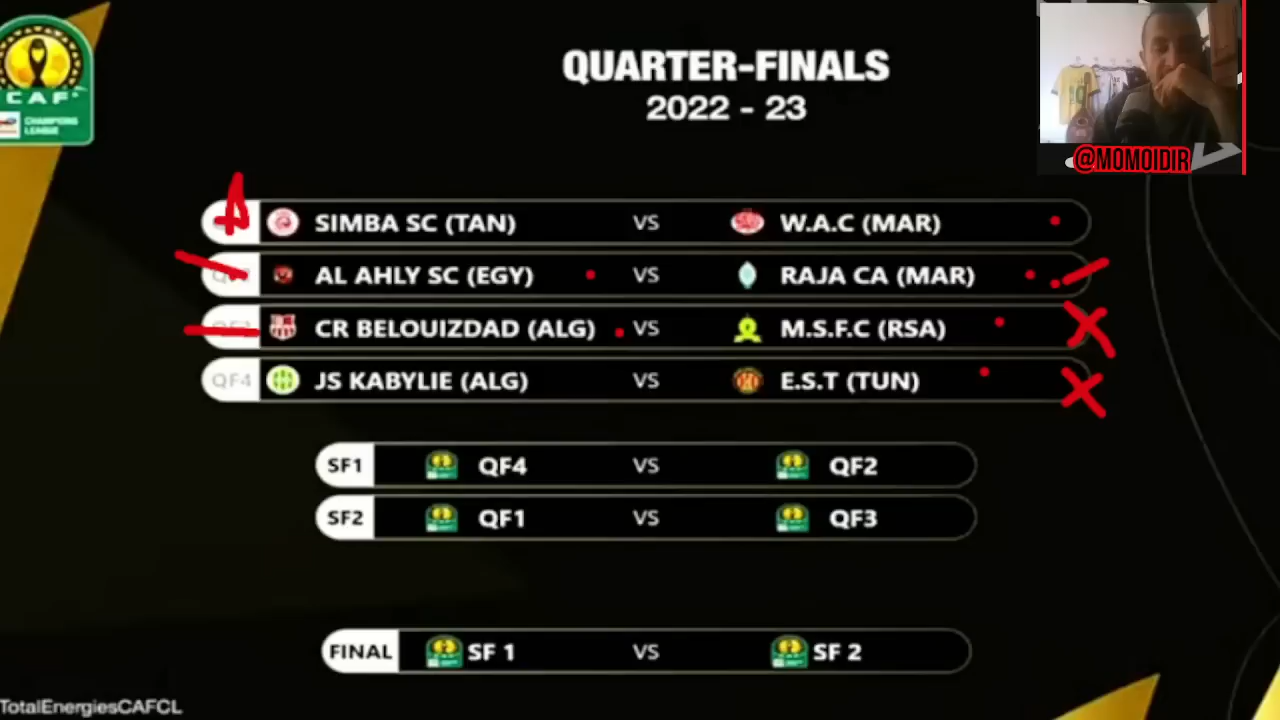 CAF
CHAMPIONS
LEAGUE
QUARTER-FINALS
2022 - 23
@MOMOIDIR
SIMBA SC (TAN) VS W.A.C (MAR)
AL AHLY SC (EGY) VS RAJA CA (MAR)
CR BELOUIZDAD (ALG) VS M.S.F.C (RSA)
QF4 JS KABYLIE (ALG) VS E.S.T (TUN)
SF1 QF4 VS QF2
SF2 QF1 VS QF3
FINAL SF 1 VS SF 2
TotalEnergiesCAFCL